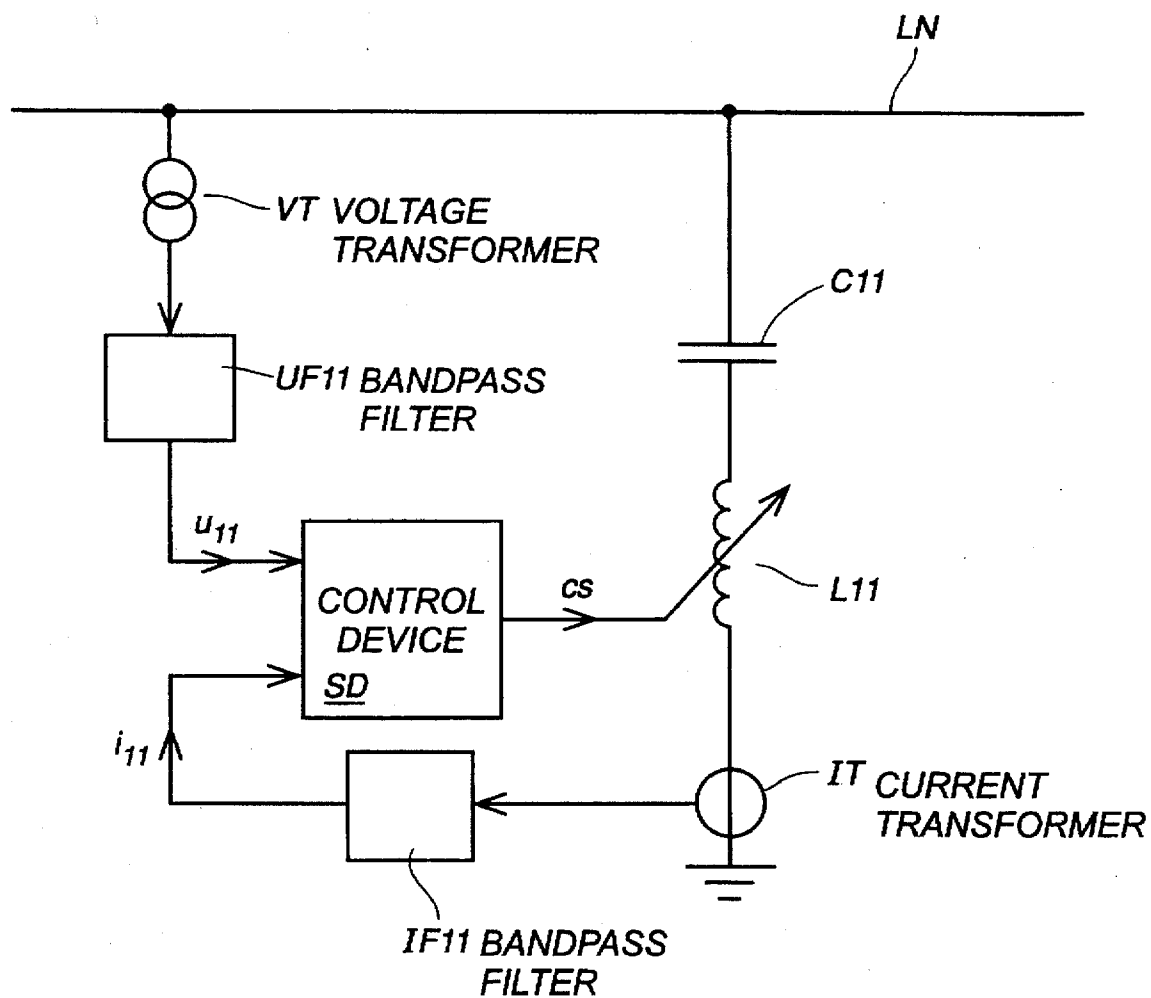 LN
VT VOLTAGE
TRANSFORMER
C11
UF11 BANDPASS
FILTER
u11
CONTROL
DEVICE
SD
cs
L11
i11
IT CURRENT
TRANSFORMER
IF11 BANDPASS
FILTER